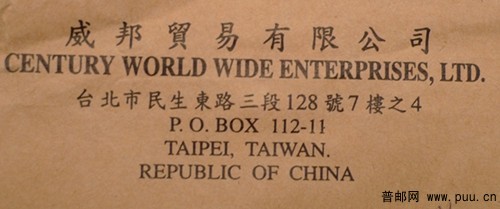 威邦貿易有限公司
CENTURY WORLD WIDE ENTERPRISES, LTD.
台北市民生東路三段128號7樓之4
P. O. BOX 112-11
TAIPEI, TAIWAN.
REPUBLIC OF CHINA
普邮网 www.puu.cn